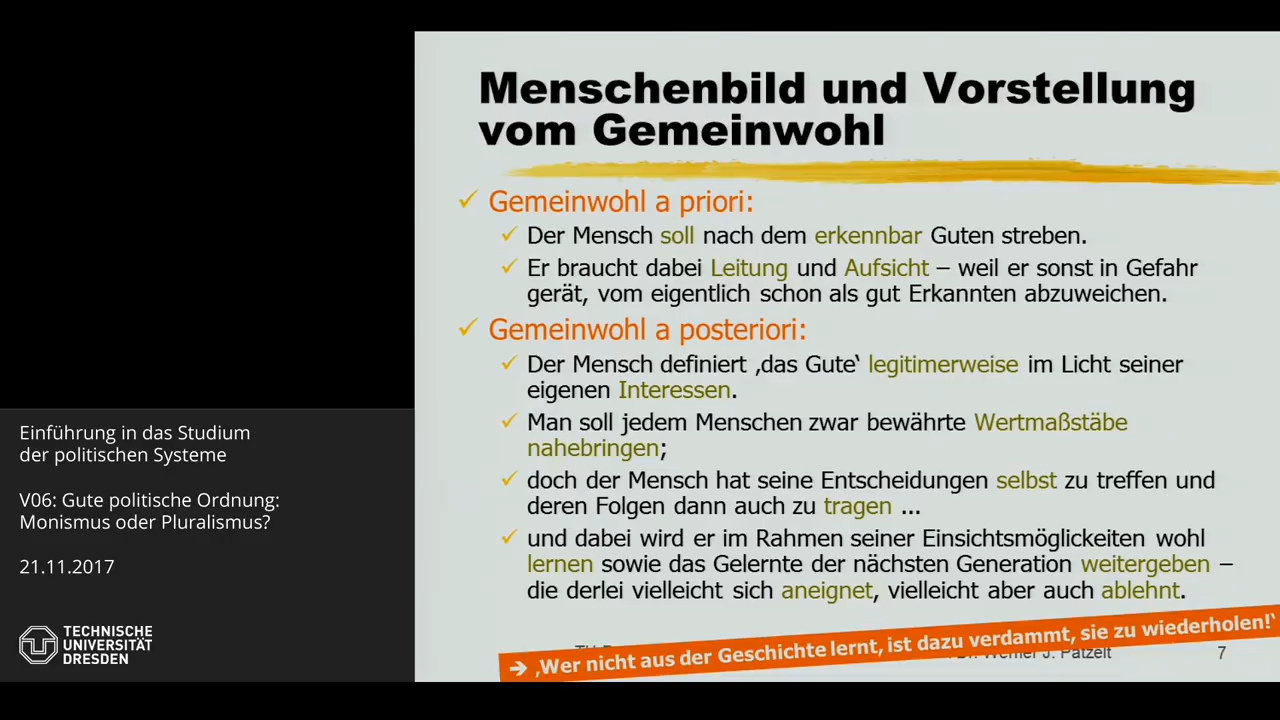 Menschenbild und Vorstellung
vom Gemeinwohl
Gemeinwohl a priori:
Der Mensch soll nach dem erkennbar Guten streben.
Er braucht dabei Leitung und Aufsicht – weil er sonst in Gefahr
gerät, vom eigentlich schon als gut Erkannten abzuweichen.
Gemeinwohl a posteriori:
Der Mensch definiert ‚das Gute‘ legitimerweise im Licht seiner
eigenen Interessen.
Man soll jedem Menschen zwar bewährte Wertmaßstäbe
nahebringen;
doch der Mensch hat seine Entscheidungen selbst zu treffen und
deren Folgen dann auch zu tragen ...
und dabei wird er im Rahmen seiner Einsichtsmöglickeiten wohl
lernen sowie das Gelernte der nächsten Generation weitergeben –
die derlei vielleicht sich aneignet, vielleicht aber auch ablehnt.
➔ ‚Wer nicht aus der Geschichte lernt, ist dazu verdammt, sie zu wiederholen!‘
Werner J. Patzelt
7
Einführung in das Studium
der politischen Systeme
V06: Gute politische Ordnung:
Monismus oder Pluralismus?
21.11.2017
TECHNISCHE
UNIVERSITÄT
DRESDEN